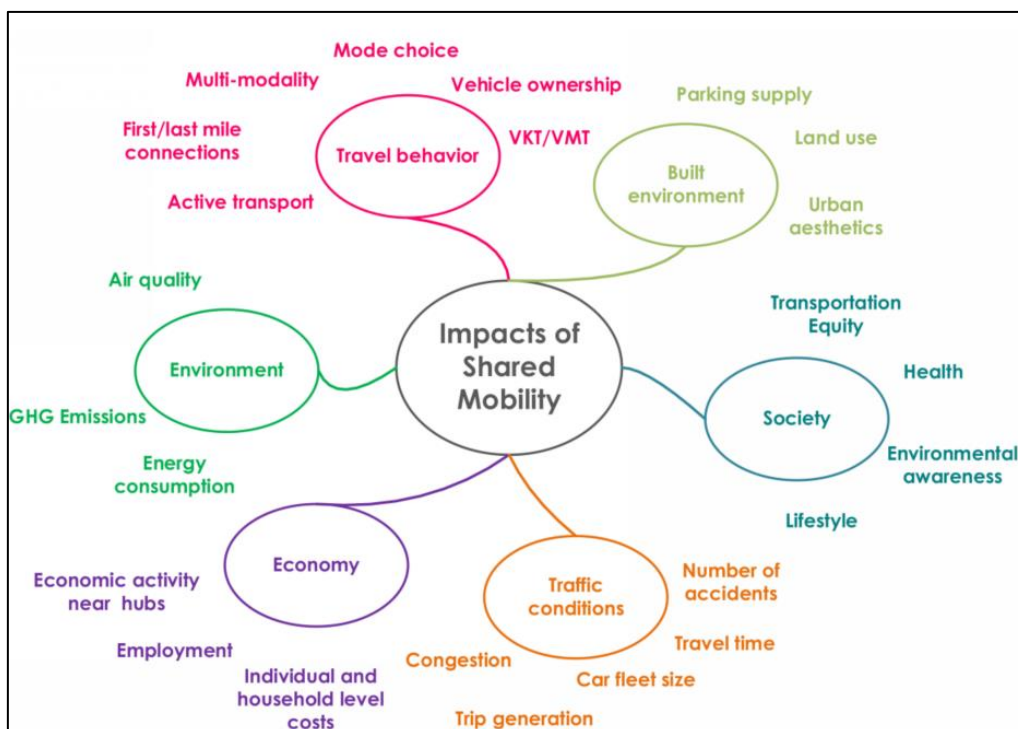 Mode choice
Multi-modality
Vehicle ownership
First/last mile
connections
Travel behavior
VKT/VMT
Active transport
Parking supply
Land use
Built
environment
Urban
aesthetics
Air quality
Environment
GHG Emissions
Energy
consumption
Impacts of
Shared
Mobility
Transportation
Equity
Health
Society
Environmental
awareness
Lifestyle
Economy
Economic activity
near hubs
Employment
Individual and
household level
costs
Traffic
conditions
Number of
accidents
Travel time
Congestion
Car fleet size
Trip generation